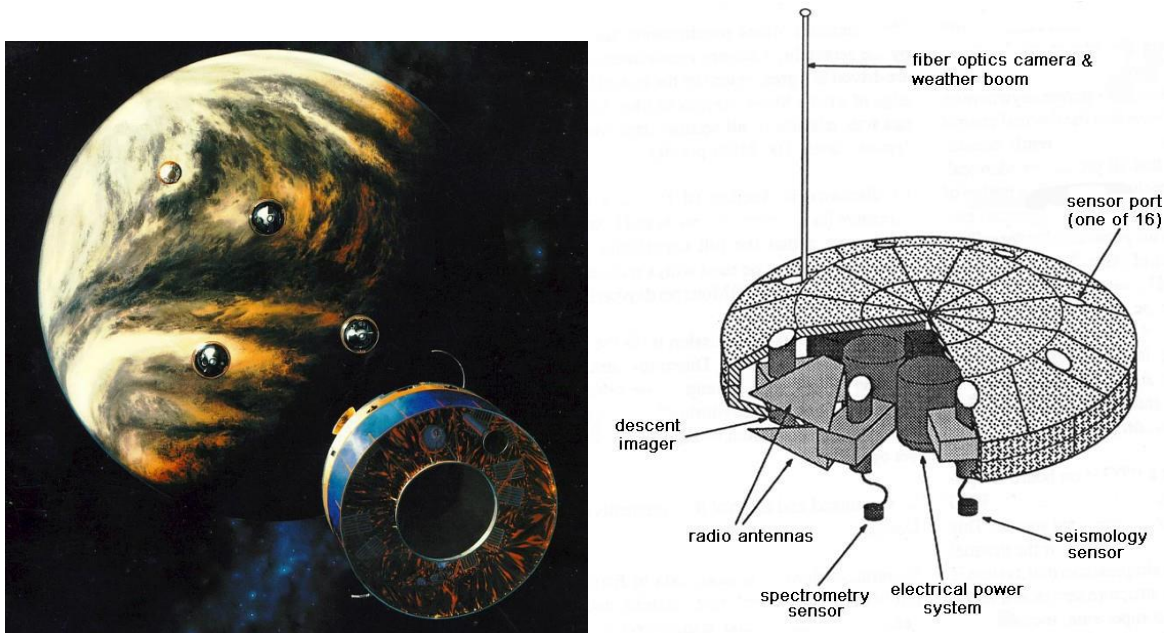 fiber optics camera &
weather boom
sensor port
(one of 16)
descent
imager
radio antennas
spectrometry
sensor
electrical power
system
seismology
sensor